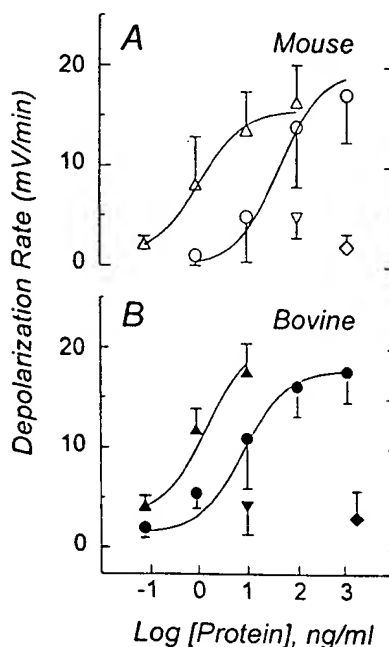 A Mouse
20
10
0
B Bovine
20
10
0
Depolarization Rate (mV/min)
-1 0 1 2 3
Log [Protein], ng/ml